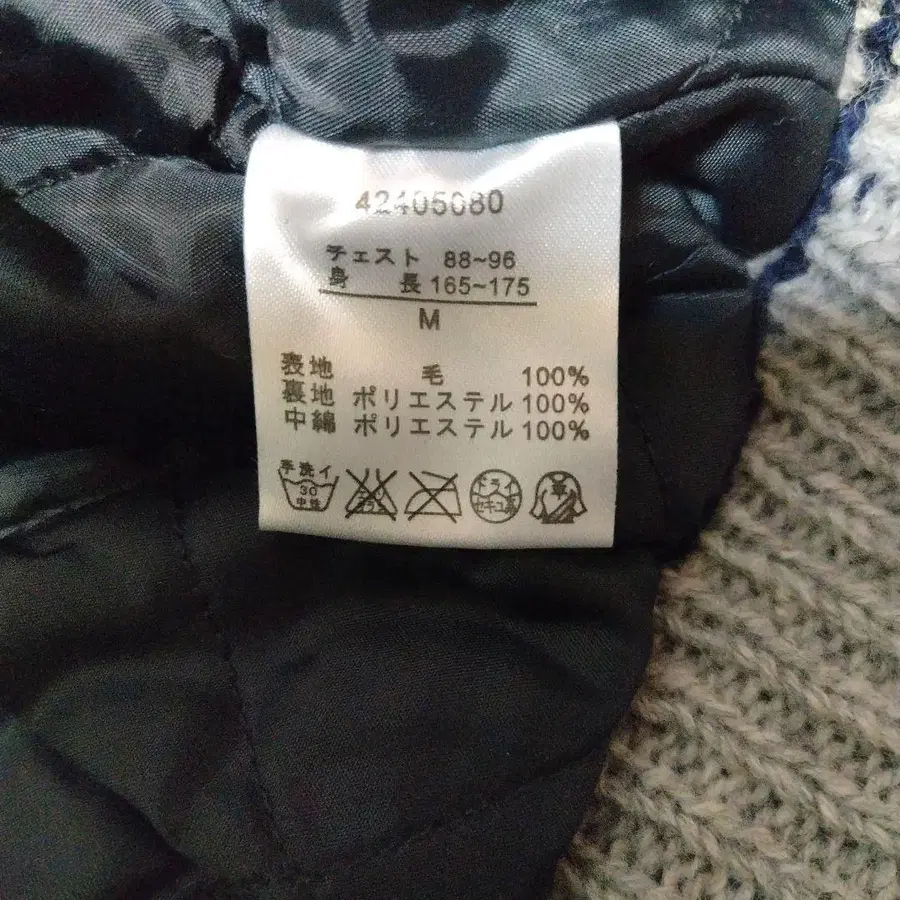 42405080
チェスト 88~96
身長 165~175
M
表地 毛 100%
裏地 ポリエステル 100%
中綿 ポリエステル 100%
手洗イ
30
中性
ドライ
セキユ系